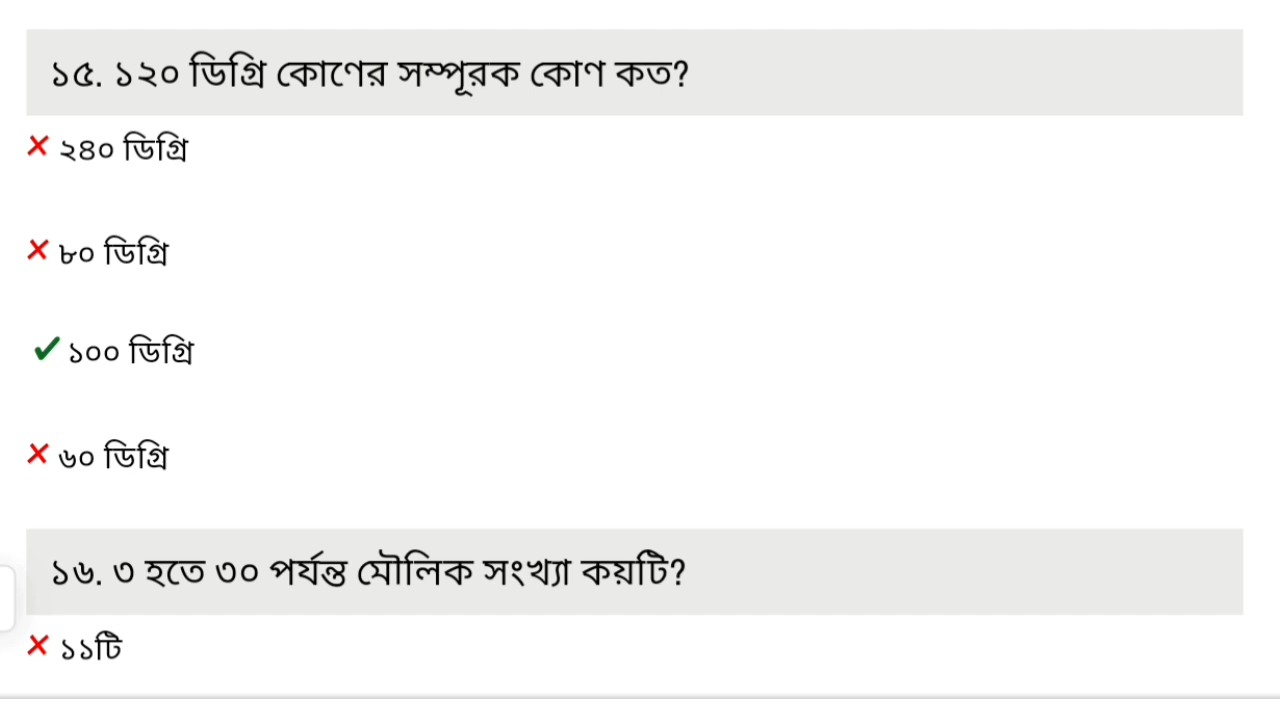 ১৫. ১২০ ডিগ্রি কোণের সম্পূরক কোণ কত?
❌ ২৪০ ডিগ্রি
❌ ৮০ ডিগ্রি
✔ ১০০ ডিগ্রি
❌ ৬০ ডিগ্রি
১৬. ৩ হতে ৩০ পর্যন্ত মৌলিক সংখ্যা কয়টি?
❌ ১১টি